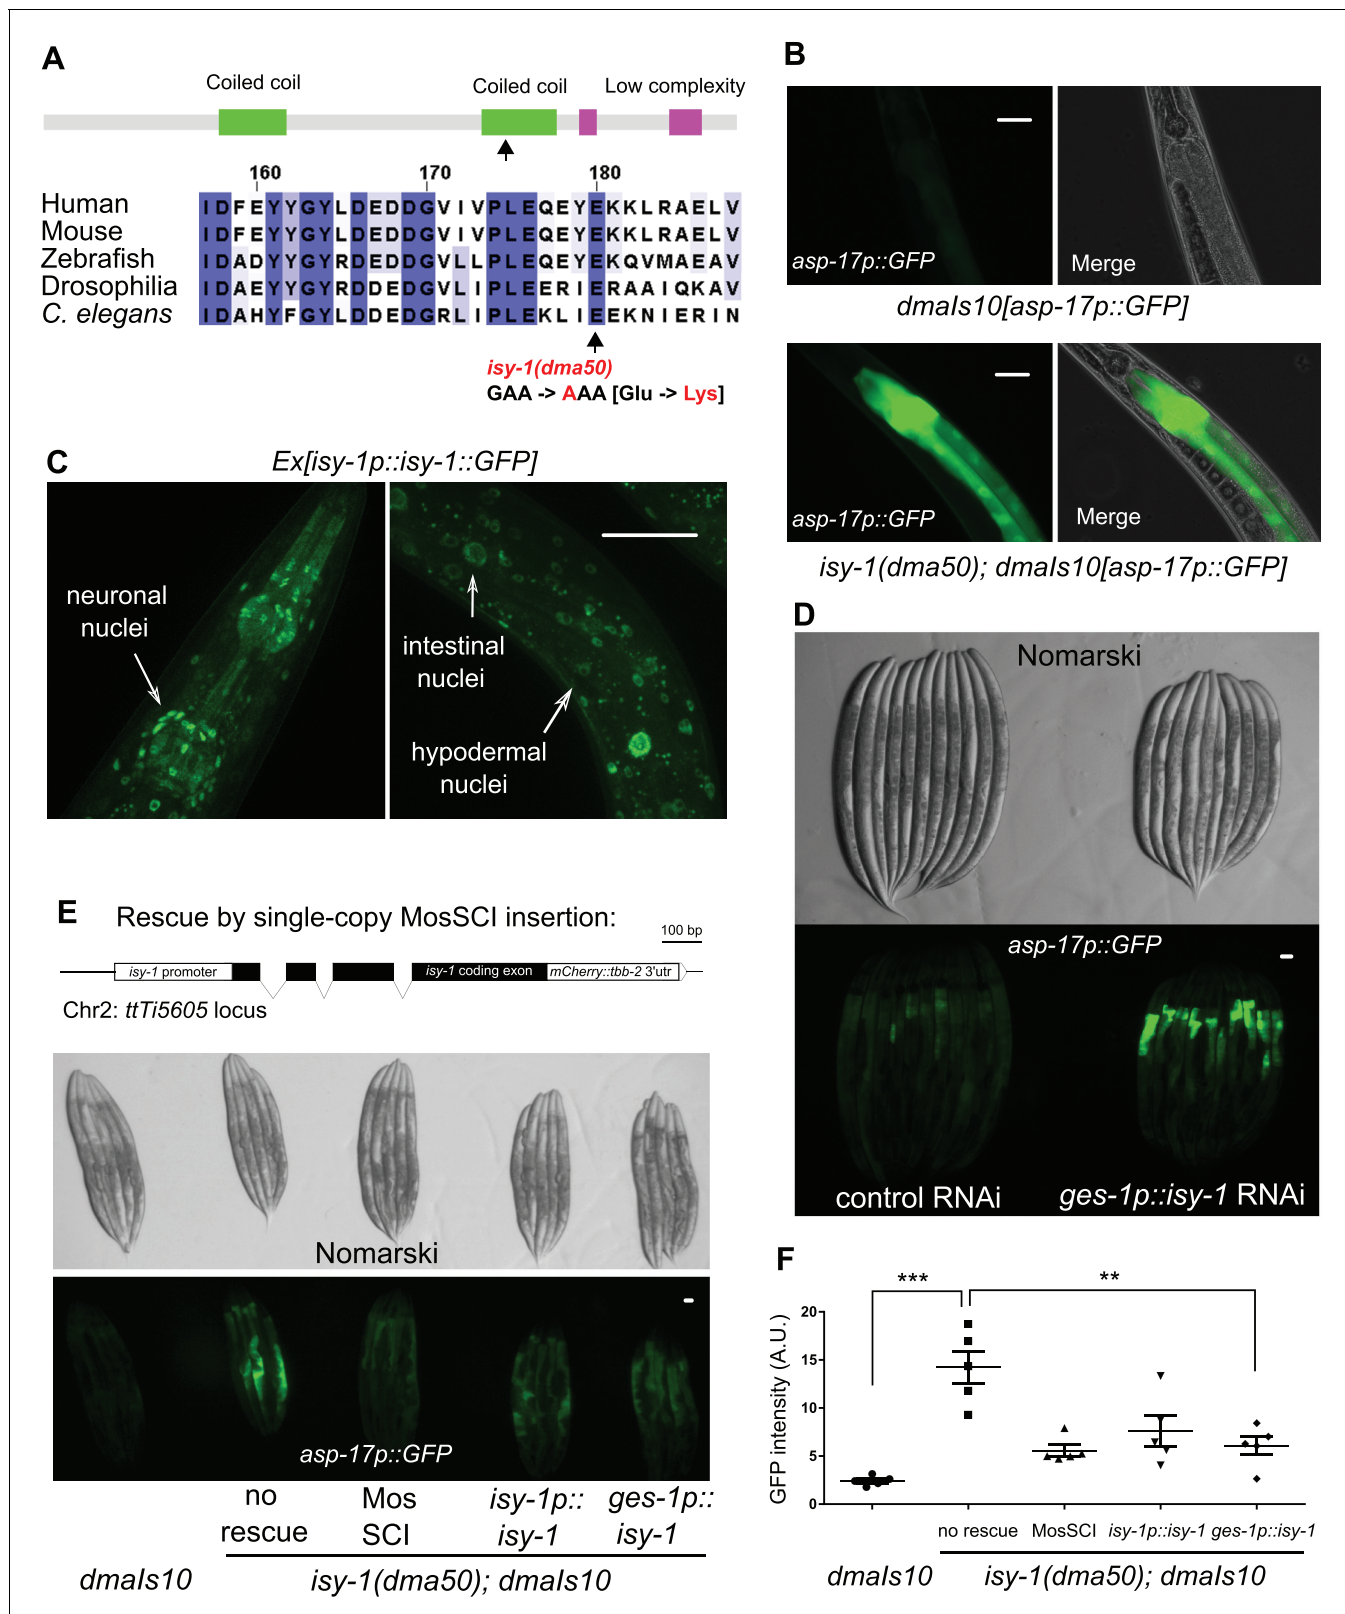 A
Coiled coil
Coiled coil
Low complexity
160 170 180
Human IDFEYYGYLDEDDGVIVPLEQEYEKKLRAELV
Mouse IDFEYYGYLDEDDGVIVPLEQEYEKKLRAELV
Zebrafish IDADYYGYRDEDDGVLLPLEQEYEKQVMAEAV
Drosophilia IDAEYYGYRDDEDGVLIPLEEERIERAAIQKAV
C. elegans IDAHYFGYLDDEDGRLIPLEKLIEEKNIERIN
isy-1(dma50)
GAA -> AAA [Glu -> Lys]
B
asp-17p::GFP
Merge
dmaIs10[asp-17p::GFP]
asp-17p::GFP
Merge
isy-1(dma50); dmaIs10[asp-17p::GFP]
C
Ex[isy-1p::isy-1::GFP]
neuronal
nuclei
intestinal
nuclei
hypodermal
nuclei
D
Nomarski
asp-17p::GFP
control RNAi
ges-1p::isy-1 RNAi
E
Rescue by single-copy MosSCI insertion:
100 bp
isy-1 promoter
isy-1 coding exon
mCherry::tbb-2 3'utr
Chr2: ttTi5605 locus
Nomarski
asp-17p::GFP
no
rescue
Mos
SCI
isy-1p::
isy-1
ges-1p::
isy-1
dmaIs10
isy-1(dma50); dmaIs10
F
***
**
GFP intensity (A.U.)
20
15
10
5
0
no rescue
MosSCI
isy-1p::isy-1
ges-1p::isy-1
dmaIs10
isy-1(dma50); dmaIs10